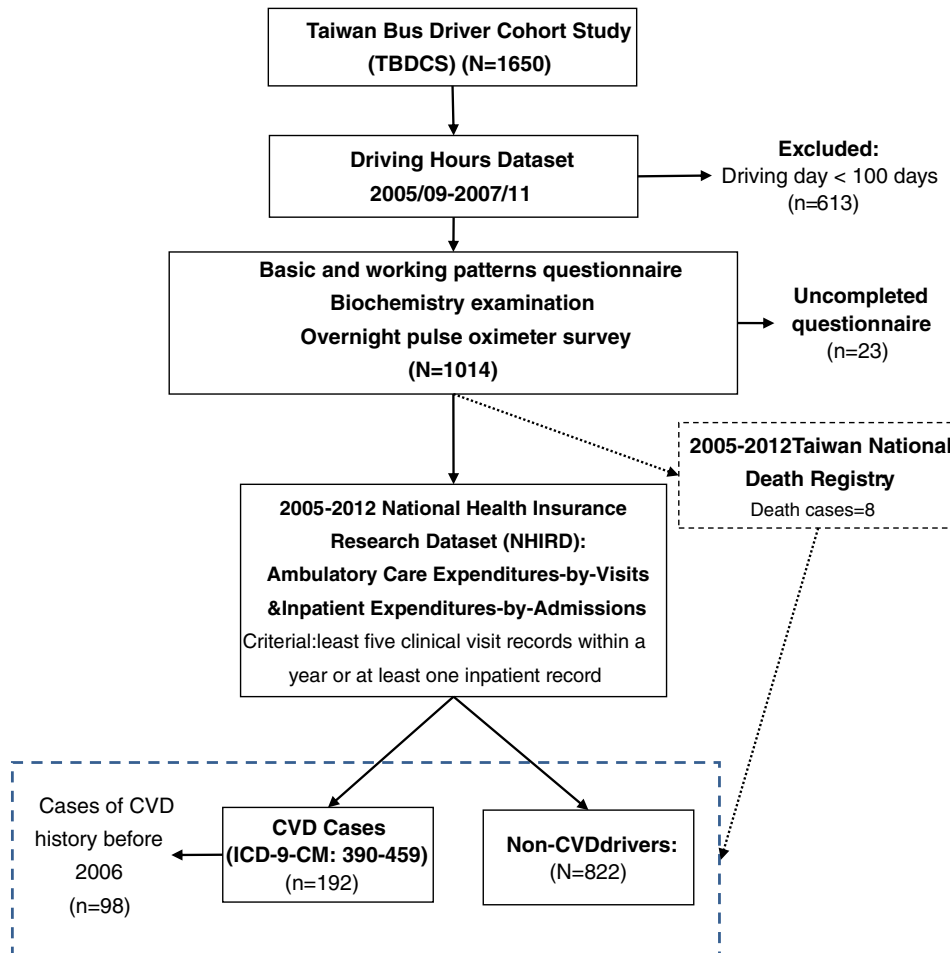 Taiwan Bus Driver Cohort Study
(TBDCS) (N=1650)
Driving Hours Dataset
2005/09-2007/11
Excluded:
Driving day < 100 days
(n=613)
Basic and working patterns questionnaire
Biochemistry examination
Overnight pulse oximeter survey
(N=1014)
Uncompleted
questionnaire
(n=23)
2005-2012Taiwan National
Death Registry
Death cases=8
2005-2012 National Health Insurance
Research Dataset (NHIRD):
Ambulatory Care Expenditures-by-Visits
&Inpatient Expenditures-by-Admissions
Criterial:least five clinical visit records within a
year or at least one inpatient record
Cases of CVD
history before
2006
(n=98)
CVD Cases
(ICD-9-CM: 390-459)
(n=192)
Non-CVDdrivers:
(N=822)